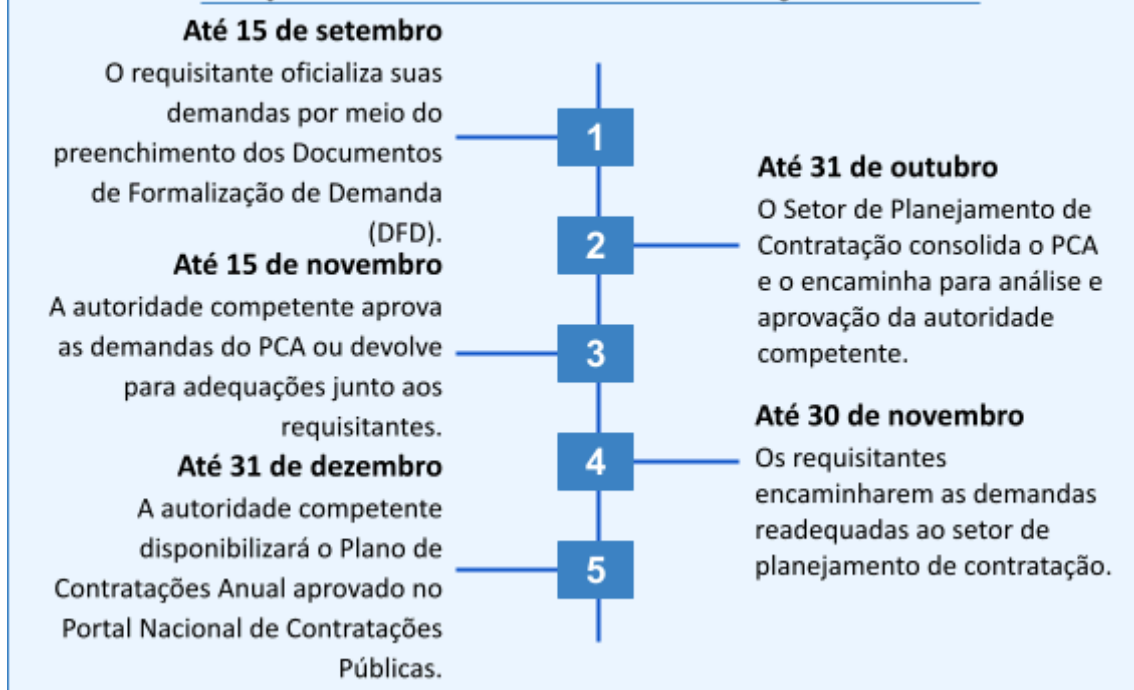 Até 15 de setembro
O requisitante oficializa suas
demandas por meio do
preenchimento dos Documentos
de Formalização de Demanda
(DFD).
1
Até 31 de outubro
O Setor de Planejamento de
Contratação consolida o PCA
e o encaminha para análise e
aprovação da autoridade
competente.
2
Até 15 de novembro
A autoridade competente aprova
as demandas do PCA ou devolve
para adequações junto aos
requisitantes.
3
Até 30 de novembro
Os requisitantes
encaminharem as demandas
readequadas ao setor de
planejamento de contratação.
4
Até 31 de dezembro
A autoridade competente
disponibilizará o Plano de
Contratações Anual aprovado no
Portal Nacional de Contratações
Públicas.
5